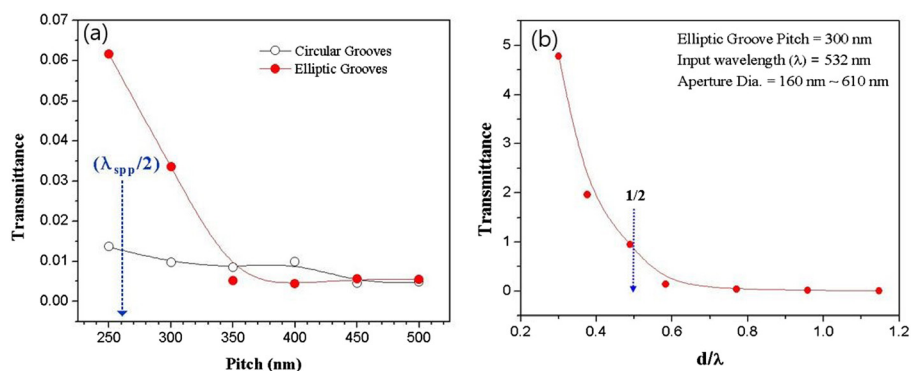 (a)
Circular Grooves
Elliptic Grooves
0.07
0.06
0.05
0.04
0.03
0.02
0.01
0.00
Transmittance
(λspp/2)
250 300 350 400 450 500
Pitch (nm)
(b)
Elliptic Groove Pitch = 300 nm
Input wavelength (λ) = 532 nm
Aperture Dia. = 160 nm ~ 610 nm
5
4
3
2
1
0
Transmittance
1/2
0.2 0.4 0.6 0.8 1.0 1.2
d/λ